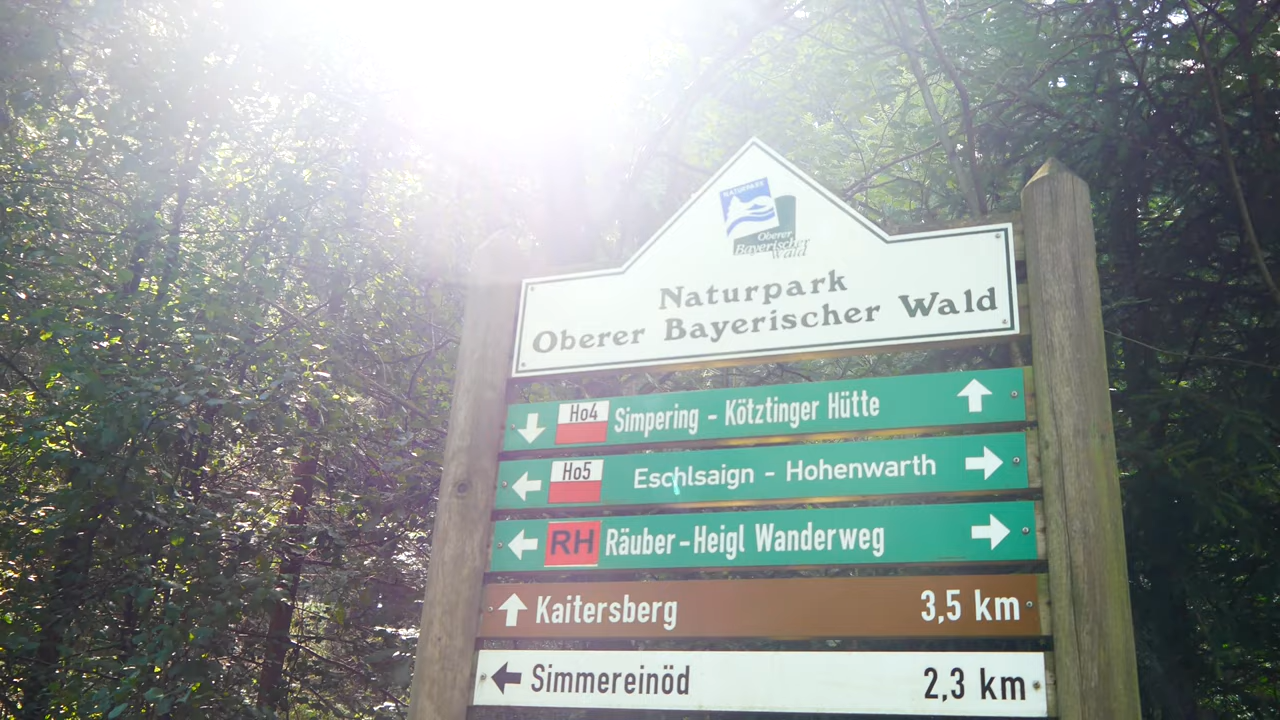 NATURPARK
Oberer
Bayerischer
Wald
Naturpark
Oberer Bayerischer Wald
Ho4 Simpering - Kötztinger Hütte
Ho5 Eschlsaign - Hohenwarth
RH Räuber-Heigl Wanderweg
Kaitersberg 3,5 km
Simmereinöd 2,3 km